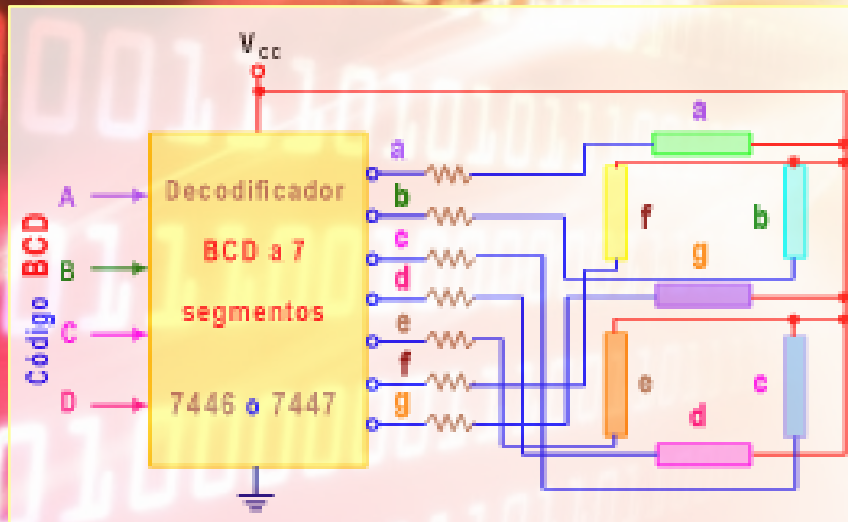 Vcc
Código BCD
A
B
C
D
Decodificador
BCD a 7
segmentos
7446 o 7447
a
b
c
d
e
f
g
a
f
b
g
e
c
d